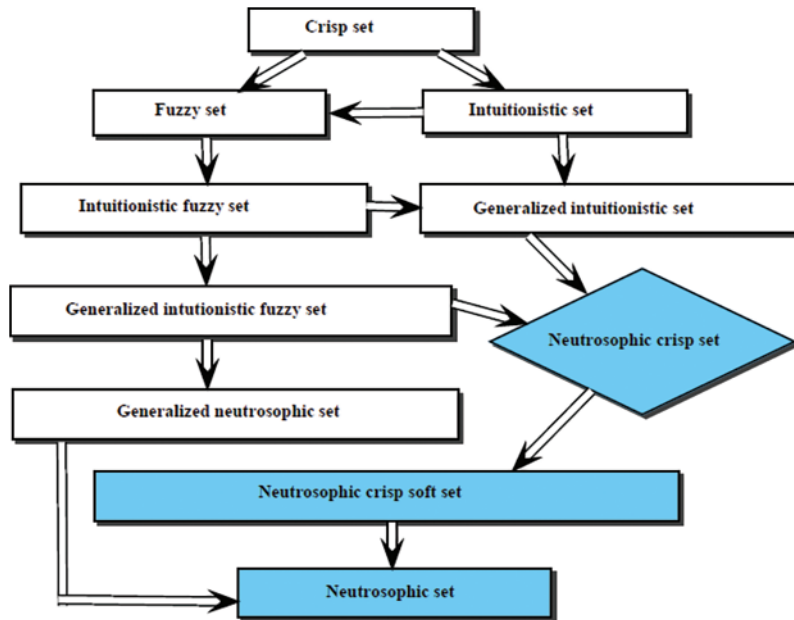 Crisp set
Fuzzy set
Intuitionistic set
Intuitionistic fuzzy set
Generalized intuitionistic set
Generalized intutionistic fuzzy set
Neutrosophic crisp set
Generalized neutrosophic set
Neutrosophic crisp soft set
Neutrosophic set